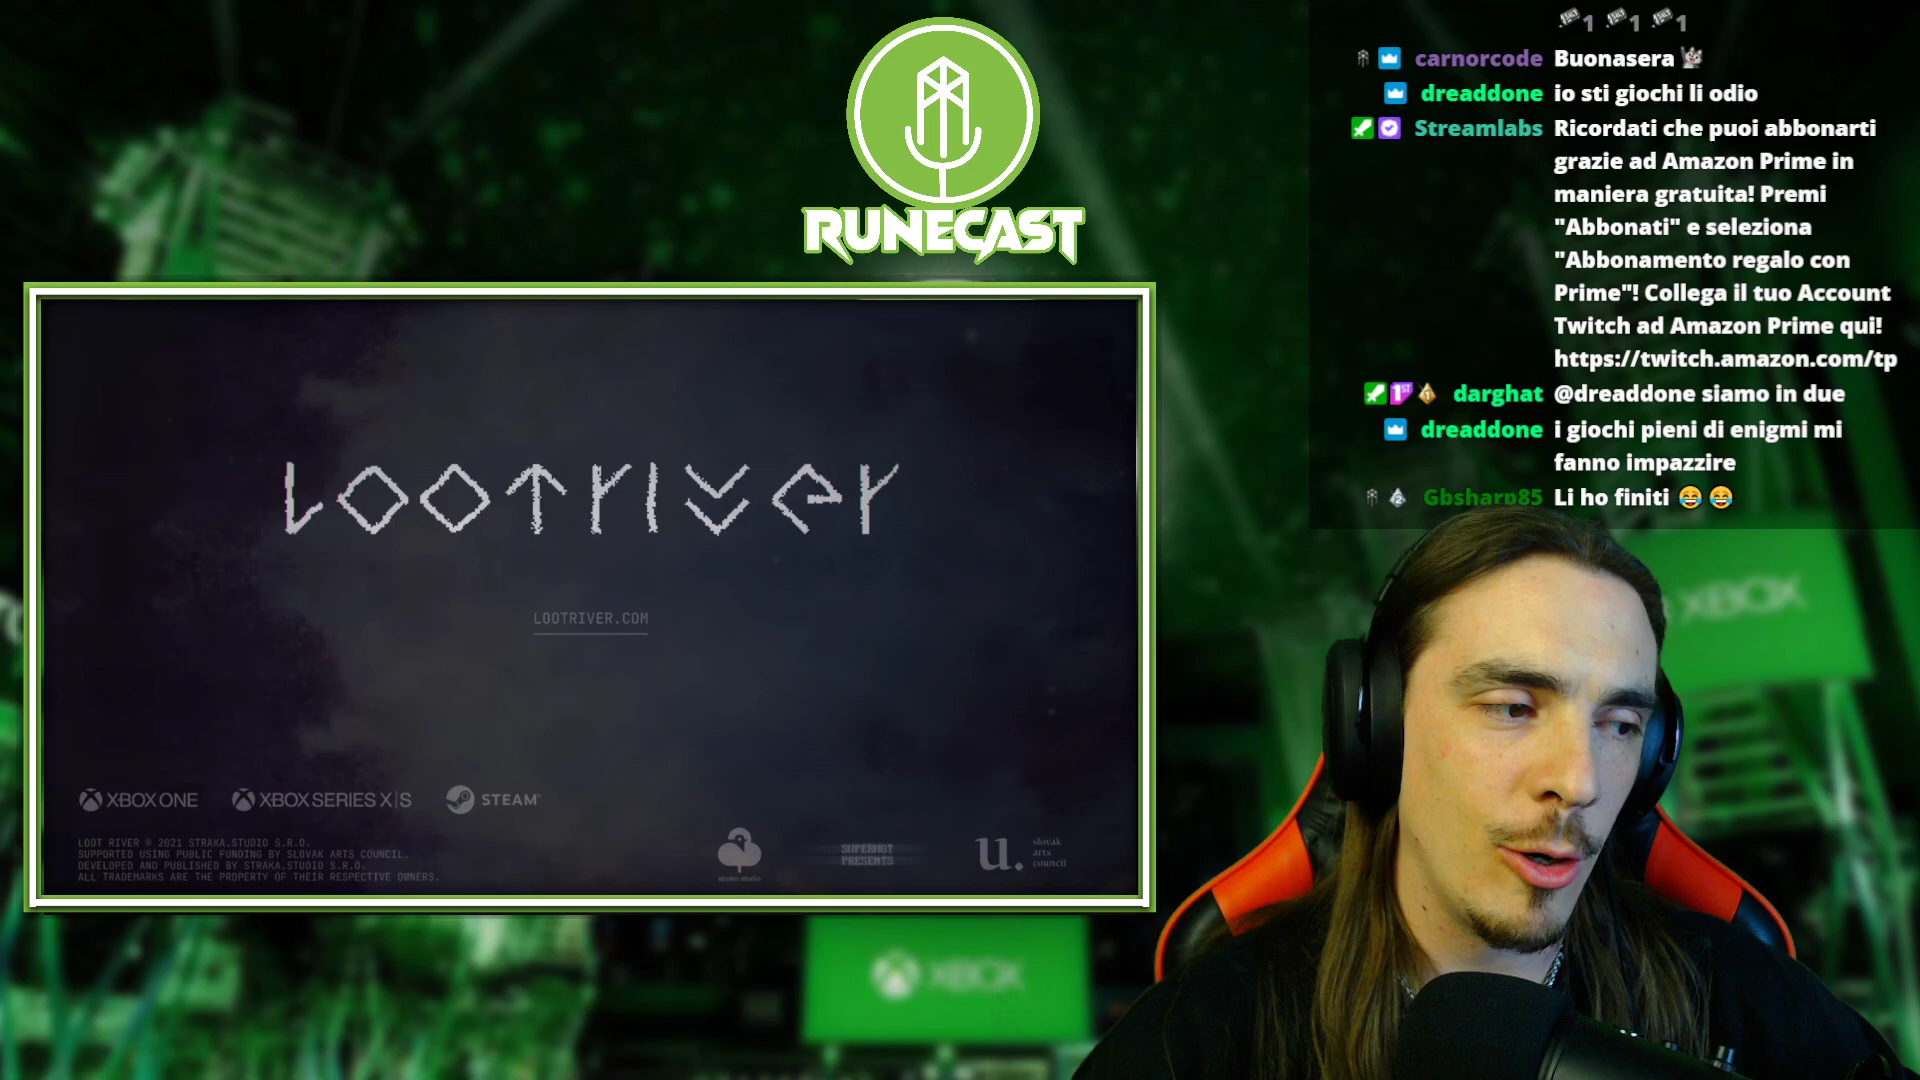 1 1 1
carnorcode Buonasera
dreaddone io sti giochi li odio
Streamlabs Ricordati che puoi abbonarti
grazie ad Amazon Prime in
maniera gratuita! Premi
"Abbonati" e seleziona
"Abbonamento regalo con
Prime"! Collega il tuo Account
Twitch ad Amazon Prime qui!
https://twitch.amazon.com/tp
darghat @dreaddone siamo in due
dreaddone i giochi pieni di enigmi mi
fanno impazzire
Gbsharp85 Li ho finiti 😂 😂
RUNECAST
LOOTRIVER
LOOTRIVER.COM
XBOX ONE XBOX SERIES X|S STEAM
LOOT RIVER © 2021 STRAKA.STUDIO S.R.O.
SUPPORTED USING PUBLIC FUNDING BY SLOVAK ARTS COUNCIL.
DEVELOPED AND PUBLISHED BY STRAKA.STUDIO S.R.O.
ALL TRADEMARKS ARE THE PROPERTY OF THEIR RESPECTIVE OWNERS.
SUPERHOT
PRESENTS
u. slovak
arts
council
XBOX
XBOX